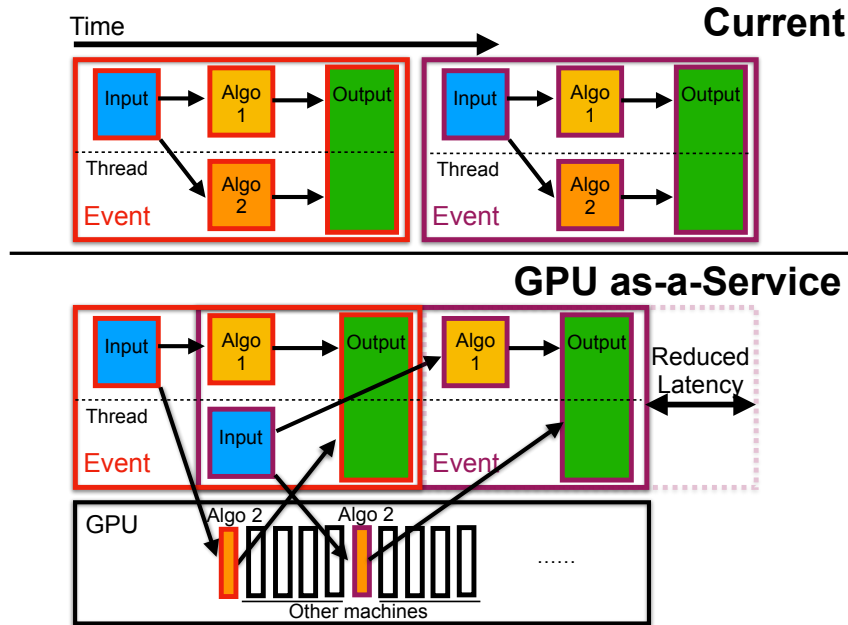 Current
Time
Input
Algo
1
Output
Thread
Algo
2
Event
Input
Algo
1
Output
Thread
Algo
2
Event
GPU as-a-Service
Input
Algo
1
Output
Algo
1
Output
Reduced
Latency
Thread
Input
Event
Event
GPU
Algo 2
Algo 2
......
Other machines